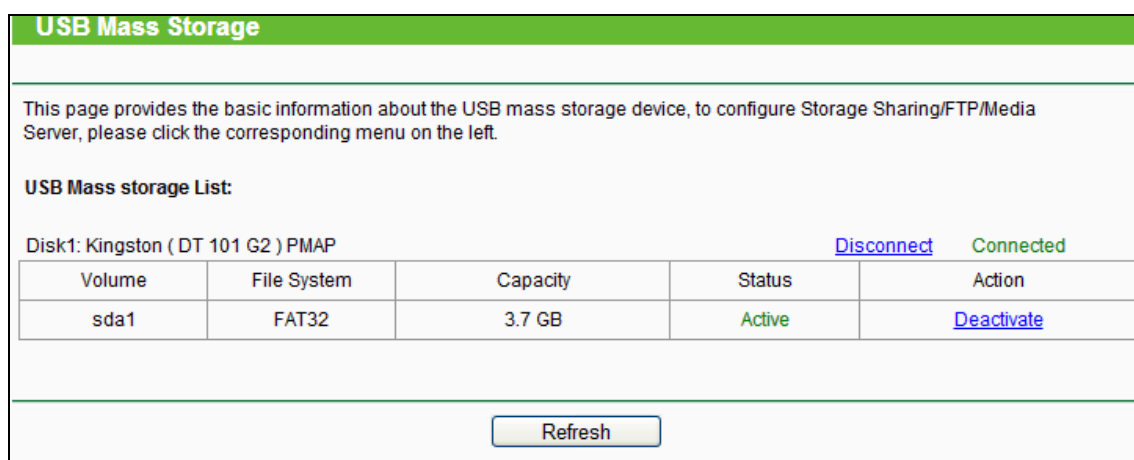 USB Mass Storage
This page provides the basic information about the USB mass storage device, to configure Storage Sharing/FTP/Media
Server, please click the corresponding menu on the left.
USB Mass storage List:
Disk1: Kingston ( DT 101 G2 ) PMAP Disconnect Connected
Volume File System Capacity Status Action
sda1 FAT32 3.7 GB Active Deactivate
Refresh